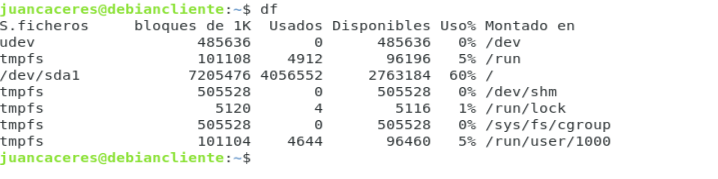 juancaceres@debiancliente:~$ df
S.ficheros     bloques de 1K  Usados Disponibles Uso% Montado en
udev                  485636       0      485636   0% /dev
tmpfs                 101108    4912       96196   5% /run
/dev/sda1            7205476 4056552     2763184  60% /
tmpfs                 505528       0      505528   0% /dev/shm
tmpfs                   5120       4        5116   1% /run/lock
tmpfs                 505528       0      505528   0% /sys/fs/cgroup
tmpfs                 101104    4644       96460   5% /run/user/1000
juancaceres@debiancliente:~$